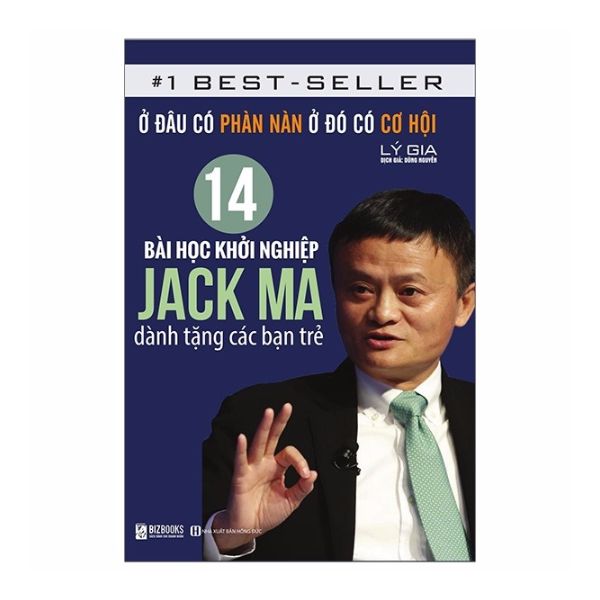 #1 BEST-SELLER
Ở ĐÂU CÓ PHÀN NÀN Ở ĐÓ CÓ CƠ HỘI
LÝ GIA
DỊCH GIẢ: DŨNG NGUYỄN
14
BÀI HỌC KHỞI NGHIỆP
JACK MA
dành tặng các bạn trẻ
BIZBOOKS
NHÀ XUẤT BẢN HỒNG ĐỨC